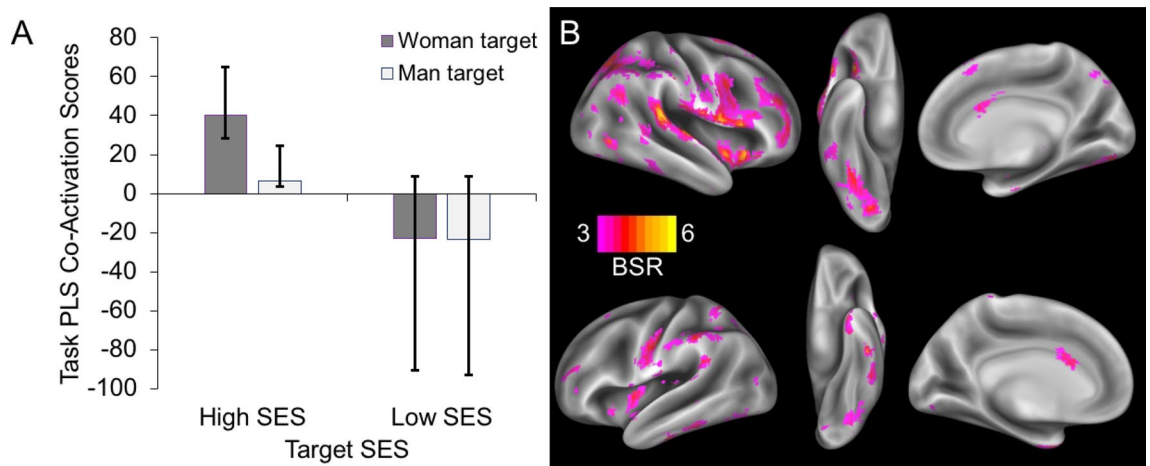 A
Task PLS Co-Activation Scores
80
60
40
20
0
-20
-40
-60
-80
-100
Woman target
Man target
High SES
Low SES
Target SES
B
3
6
BSR